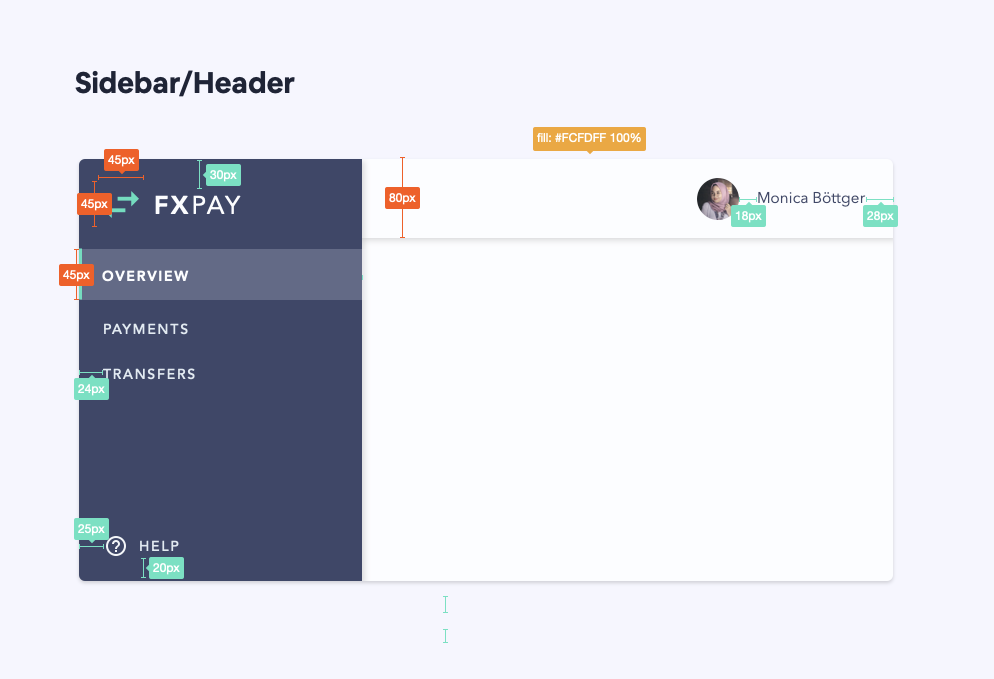 Sidebar/Header
fill: #FCFDFF 100%
45px
30px
45px
FXPAY
80px
Monica Böttger
18px
28px
45px
OVERVIEW
PAYMENTS
TRANSFERS
24px
25px
HELP
20px